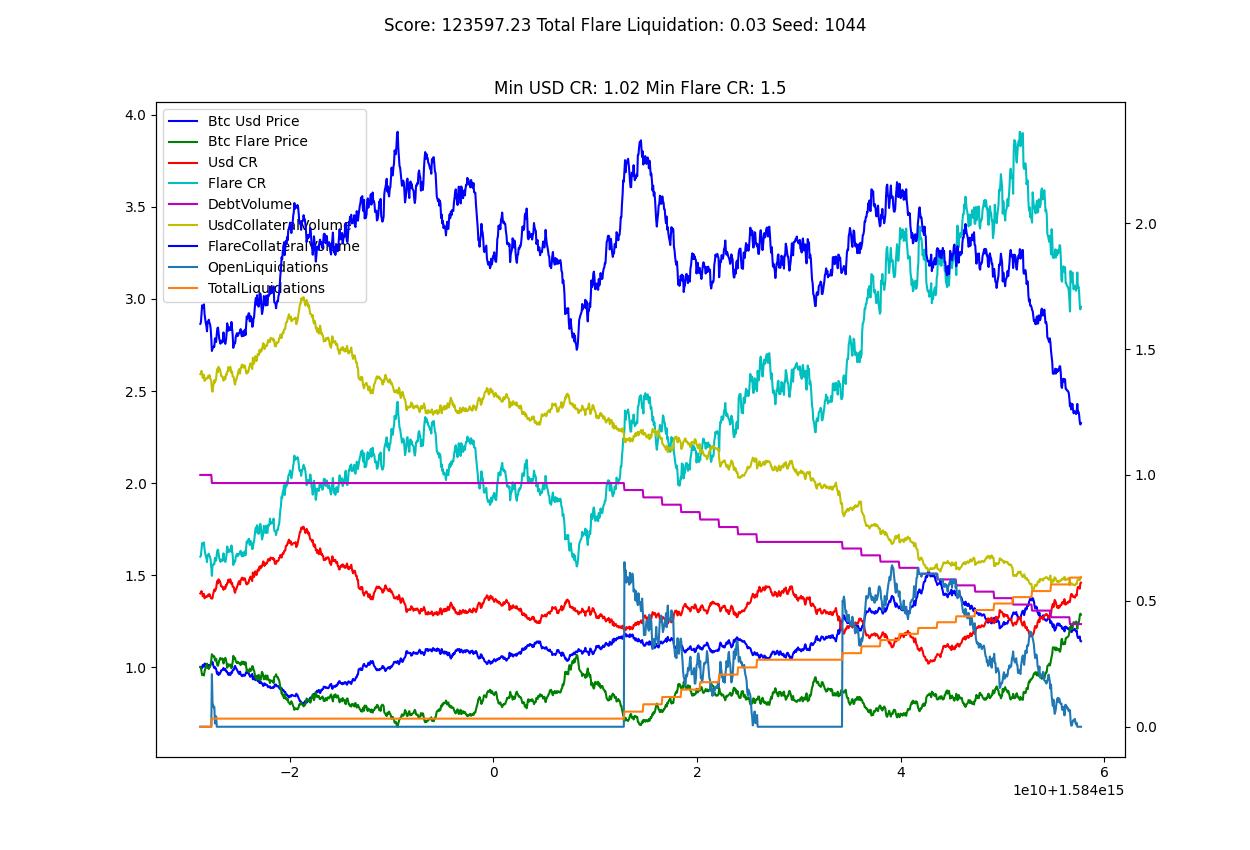 Score: 123597.23 Total Flare Liquidation: 0.03 Seed: 1044
Min USD CR: 1.02 Min Flare CR: 1.5
4.0
3.5
3.0
2.5
2.0
1.5
1.0
Btc Usd Price
Btc Flare Price
Usd CR
Flare CR
DebtVolume
UsdCollateralVolume
FlareCollateralVolume
OpenLiquidations
TotalLiquidations
2.0
1.5
1.0
0.5
0.0
−2
0
2
4
6
1e10+1.584e15